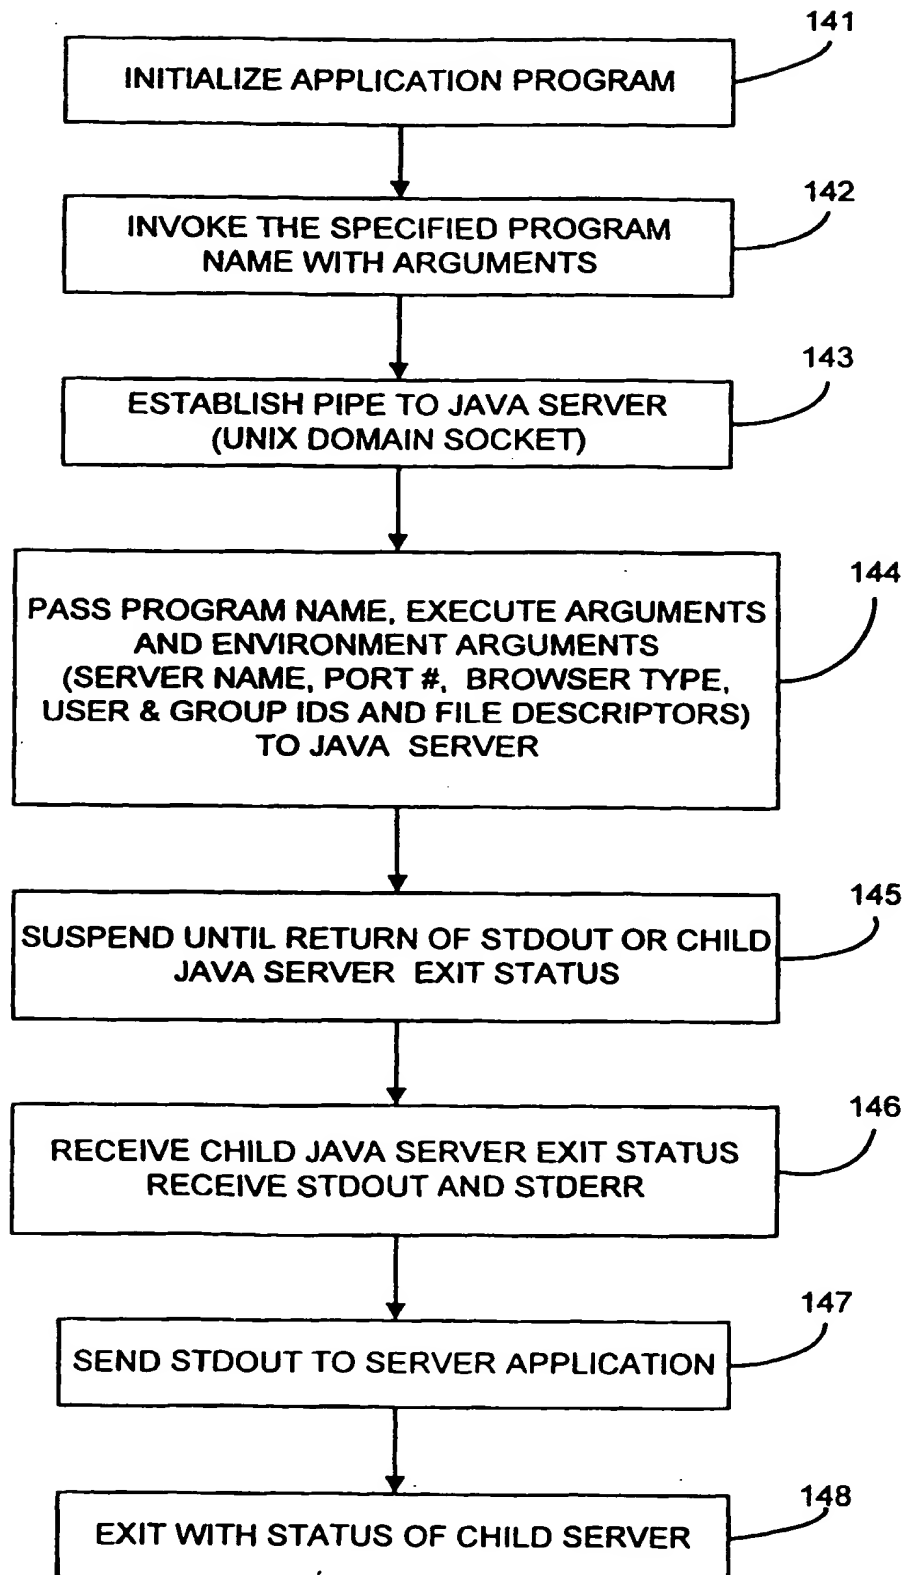 141
INITIALIZE APPLICATION PROGRAM
142
INVOKE THE SPECIFIED PROGRAM
NAME WITH ARGUMENTS
143
ESTABLISH PIPE TO JAVA SERVER
(UNIX DOMAIN SOCKET)
144
PASS PROGRAM NAME, EXECUTE ARGUMENTS
AND ENVIRONMENT ARGUMENTS
(SERVER NAME, PORT #, BROWSER TYPE,
USER & GROUP IDS AND FILE DESCRIPTORS)
TO JAVA SERVER
145
SUSPEND UNTIL RETURN OF STDOUT OR CHILD
JAVA SERVER EXIT STATUS
146
RECEIVE CHILD JAVA SERVER EXIT STATUS
RECEIVE STDOUT AND STDERR
147
SEND STDOUT TO SERVER APPLICATION
148
EXIT WITH STATUS OF CHILD SERVER